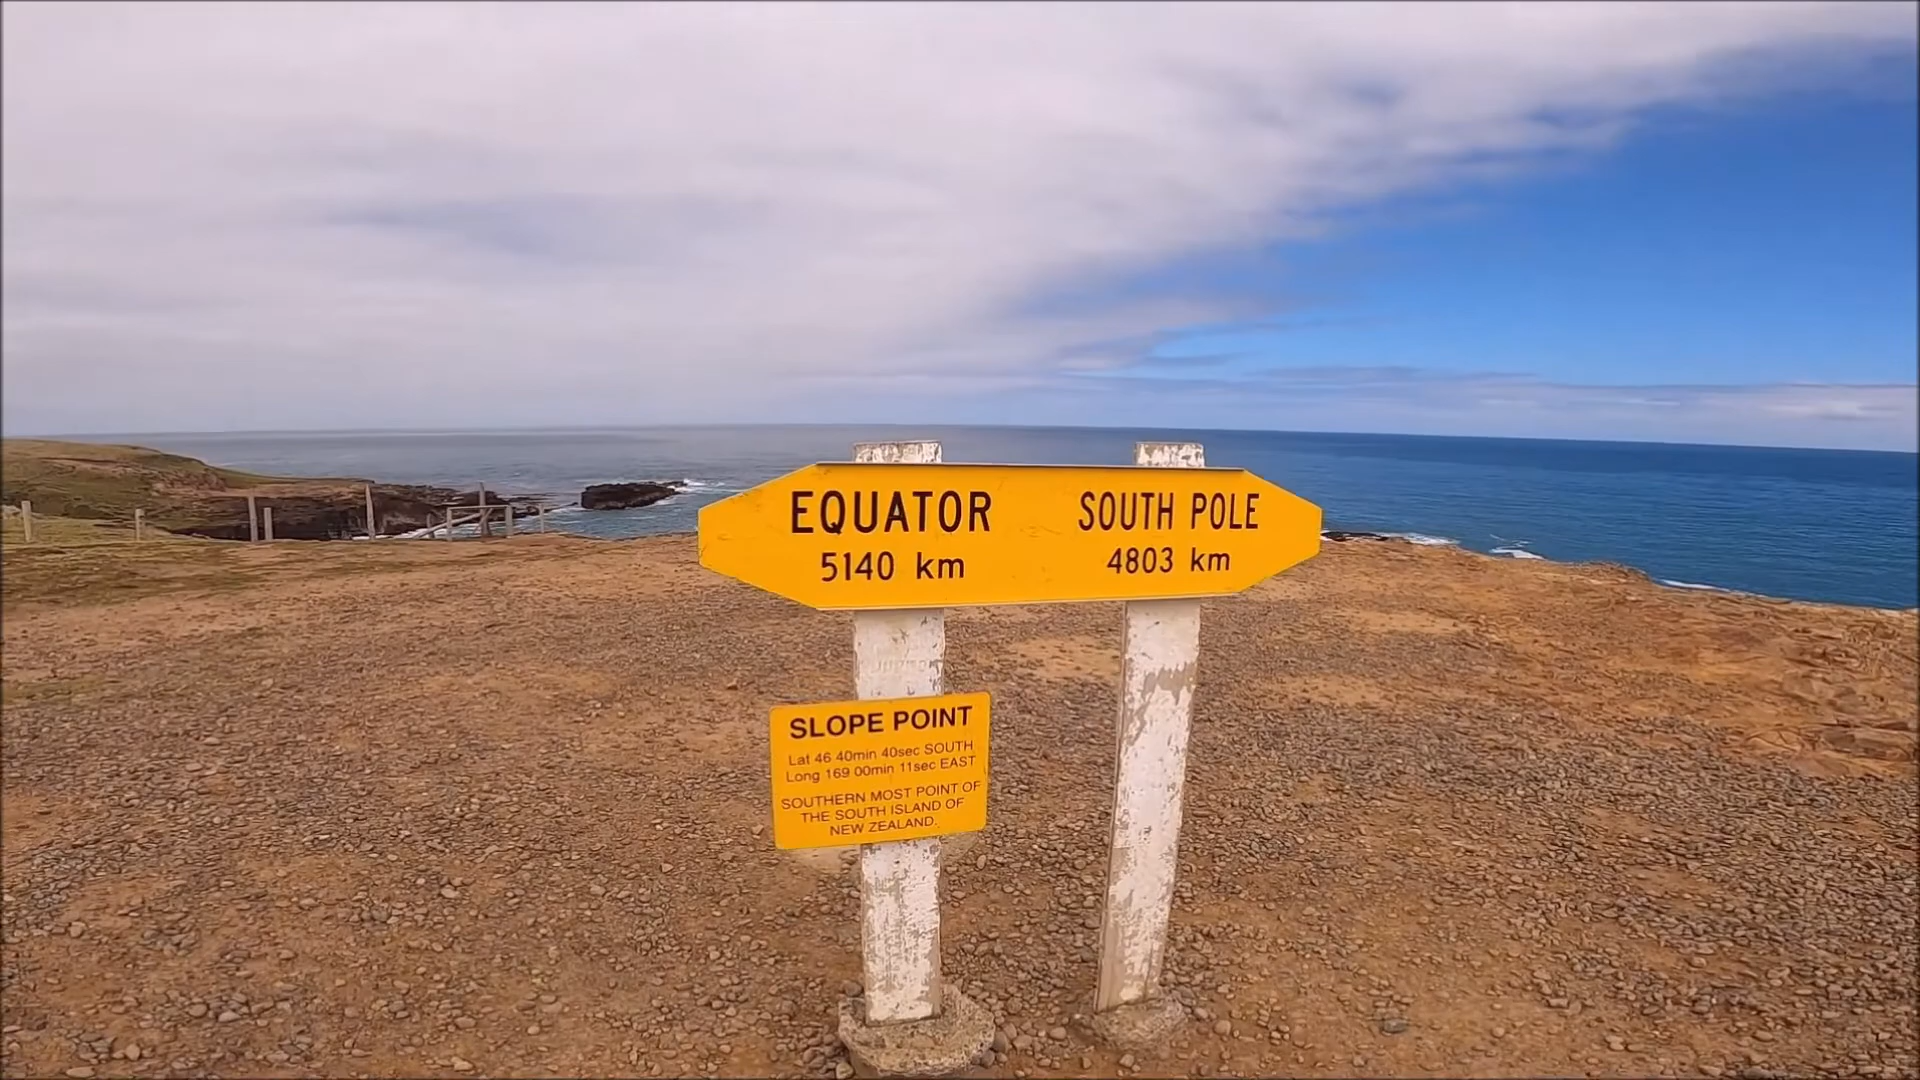 EQUATOR SOUTH POLE
5140 km 4803 km
SLOPE POINT
Lat 46 40min 40sec SOUTH
Long 169 00min 11sec EAST
SOUTHERN MOST POINT OF
THE SOUTH ISLAND OF
NEW ZEALAND.